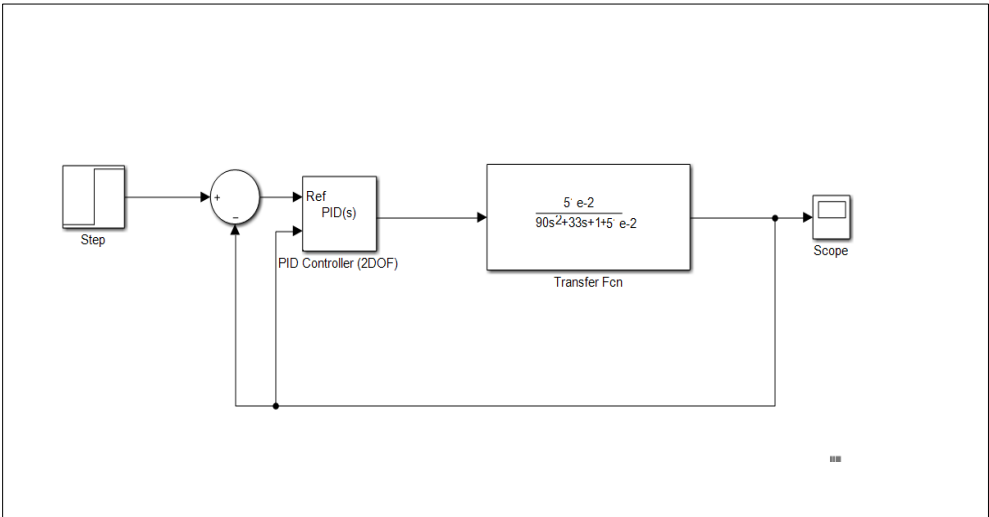 Step
+
−
Ref
PID(s)
PID Controller (2DOF)
5· e-2
90s2+33s+1+5· e-2
Transfer Fcn
Scope